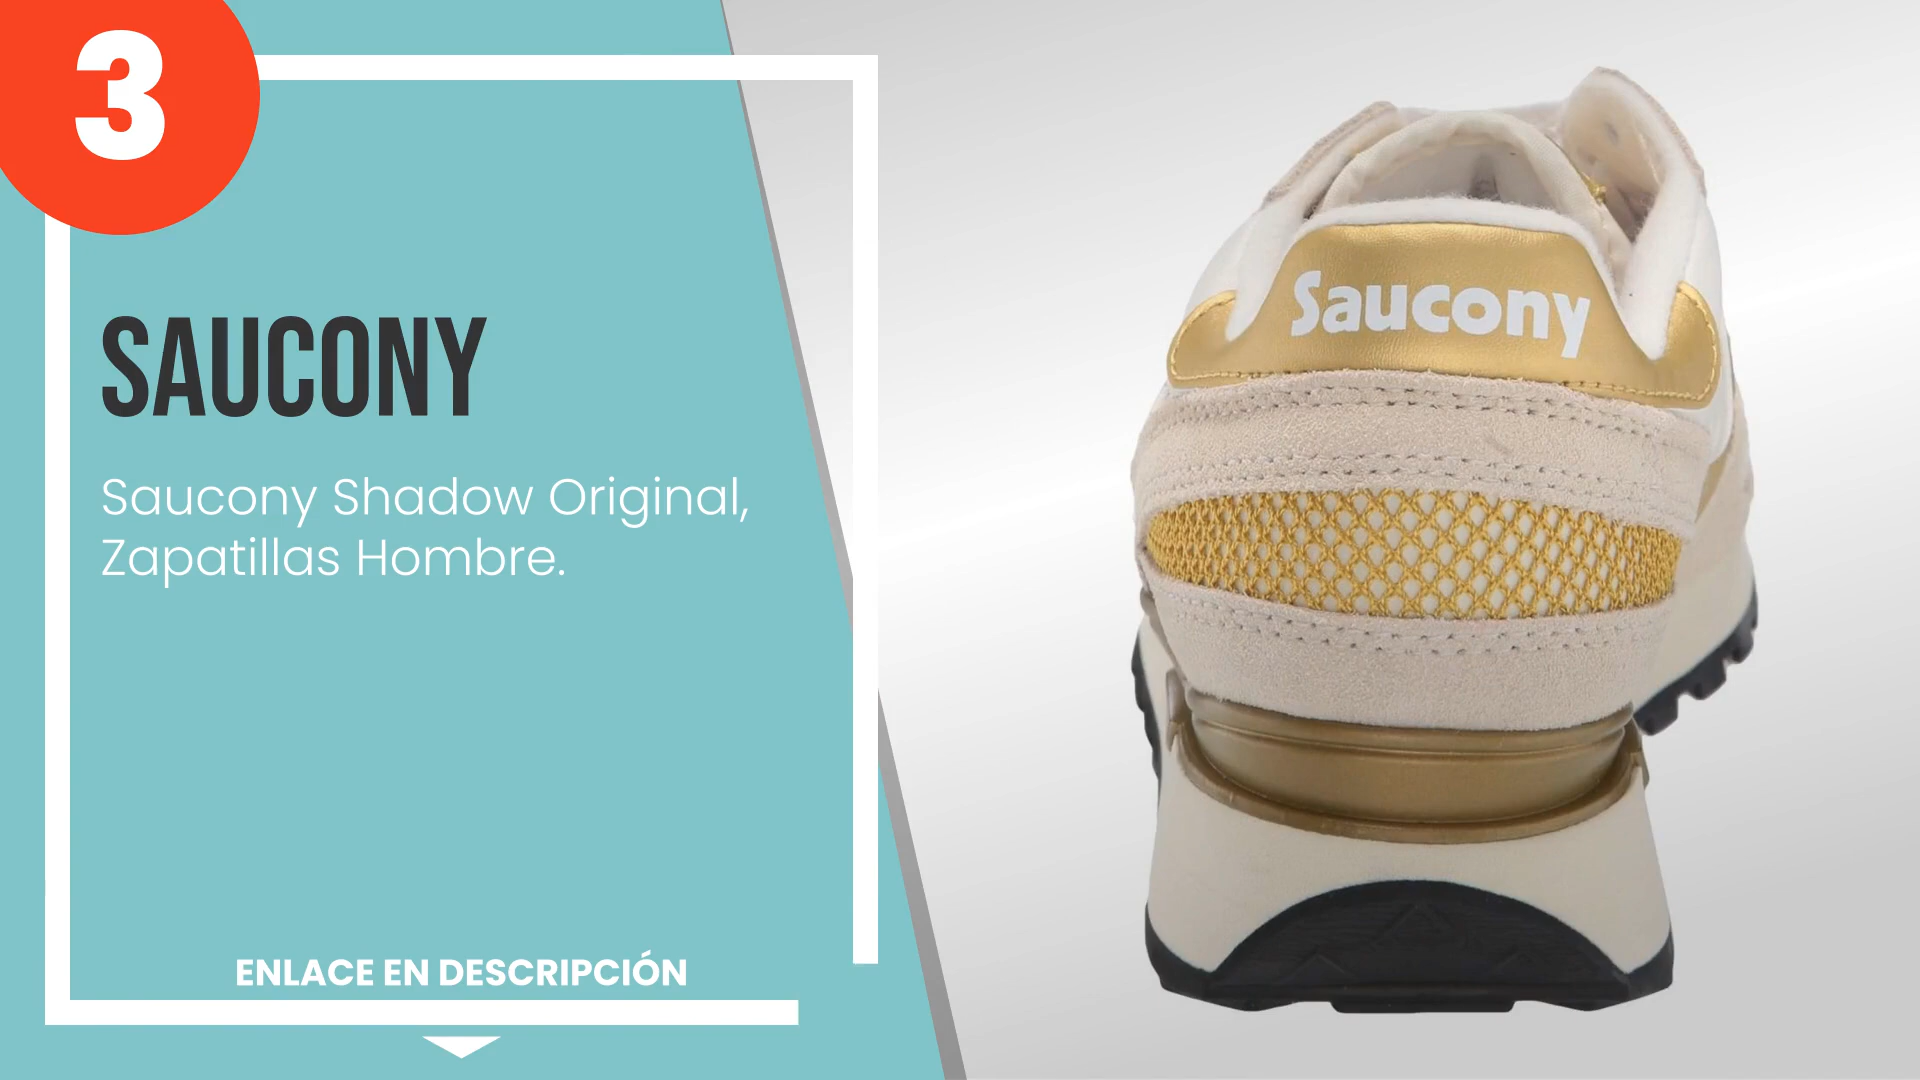 3
SAUCONY
Saucony Shadow Original,
Zapatillas Hombre.
ENLACE EN DESCRIPCIÓN
Saucony